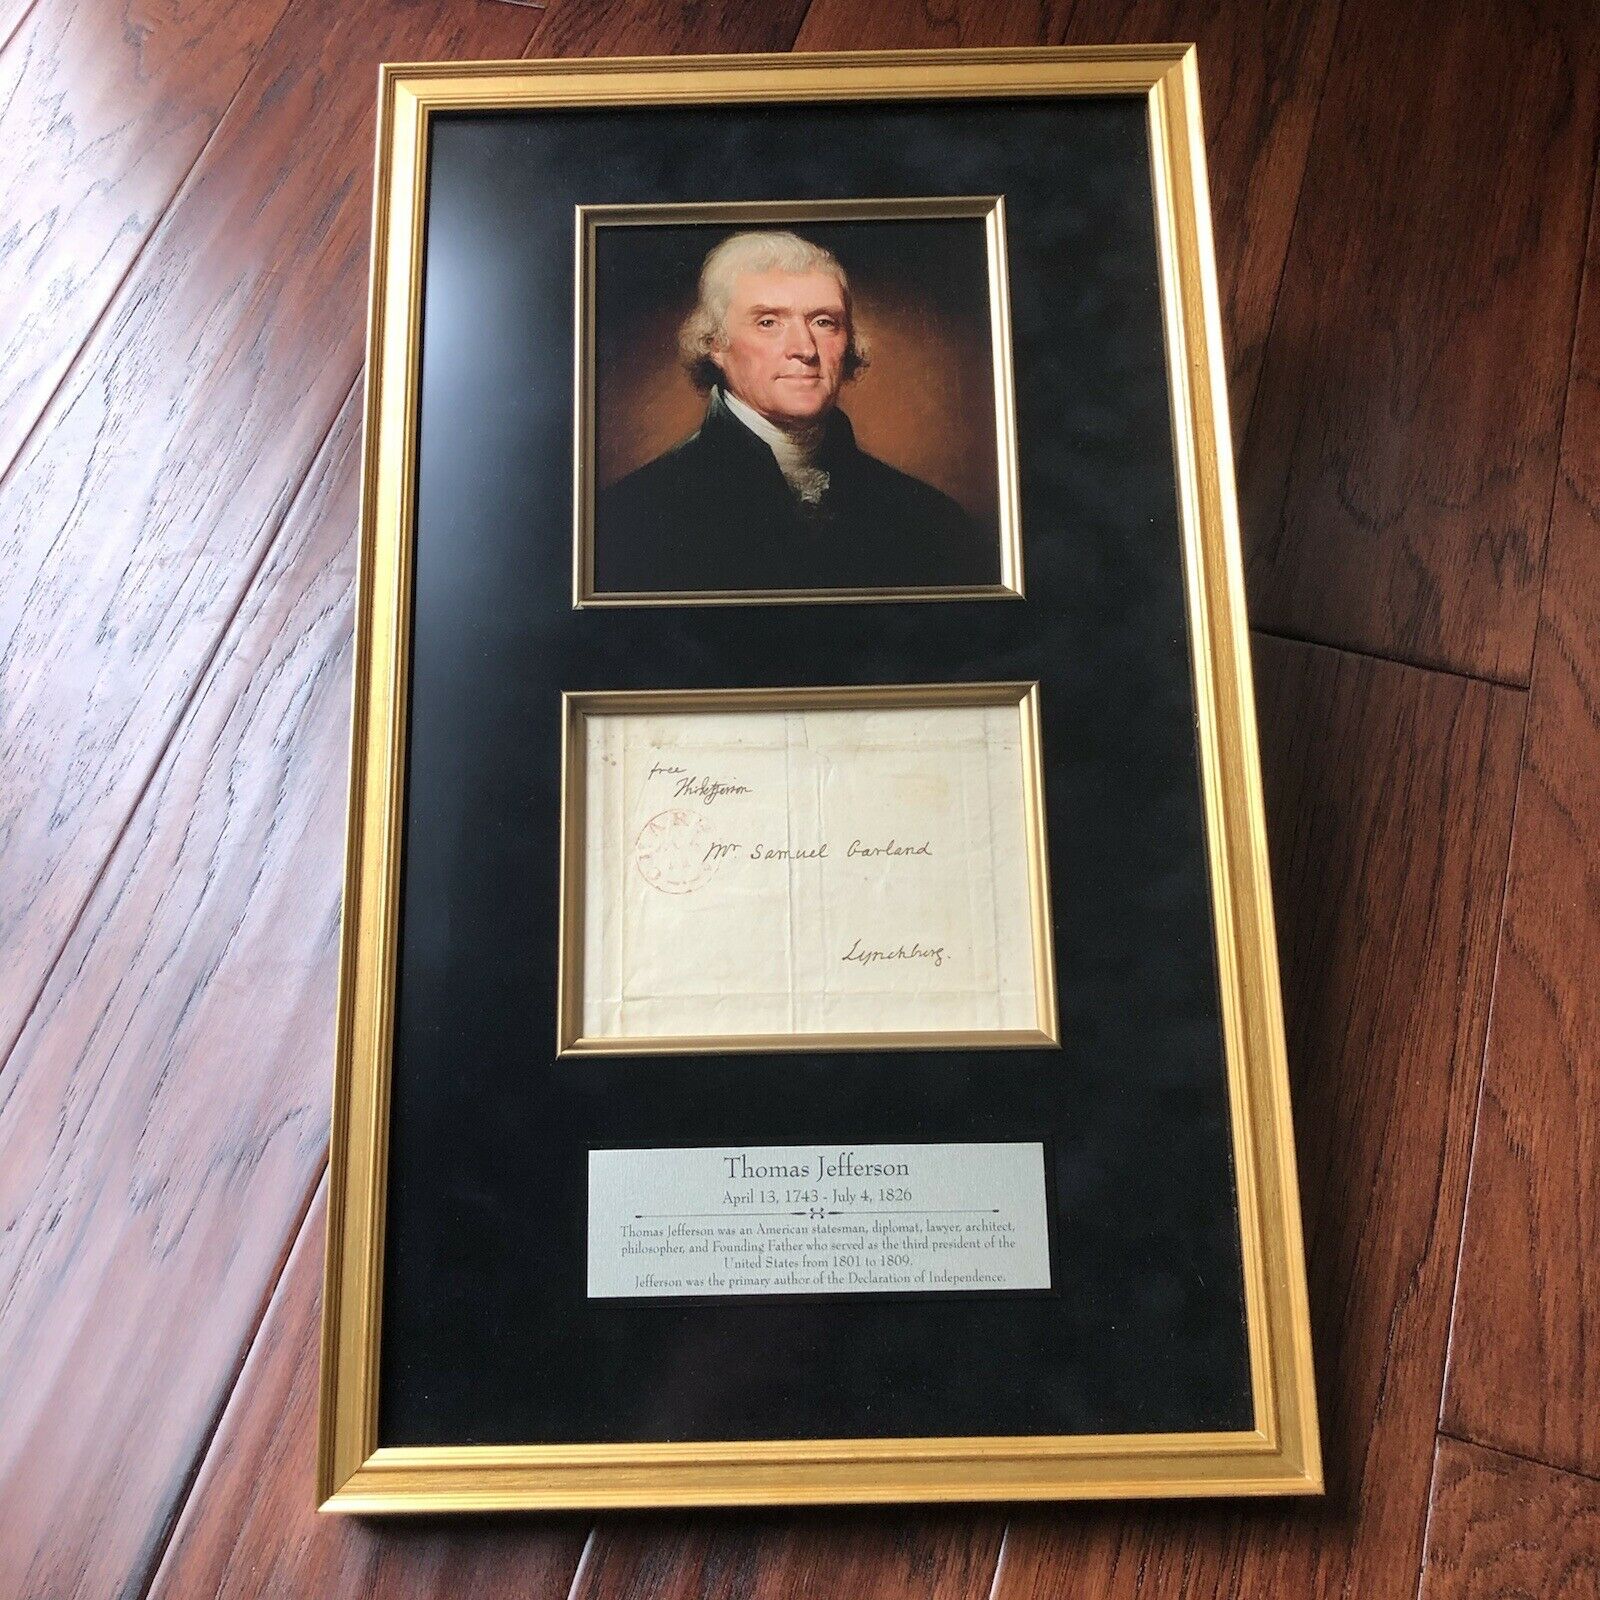 free
Th: Jefferson
Mr. Samuel Garland
Lynchburg.
Thomas Jefferson
April 13, 1743 - July 4, 1826
Thomas Jefferson was an American statesman, diplomat, lawyer, architect,
philosopher, and Founding Father who served as the third president of the
United States from 1801 to 1809.
Jefferson was the primary author of the Declaration of Independence.